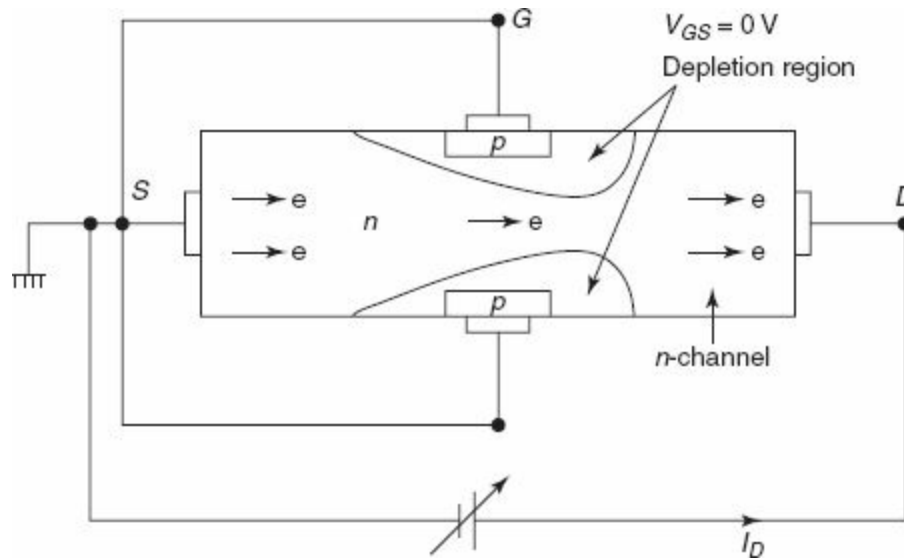 G
V_GS = 0 V
Depletion region
p
S
e
e
n
e
e
e
D
p
n-channel
I_D